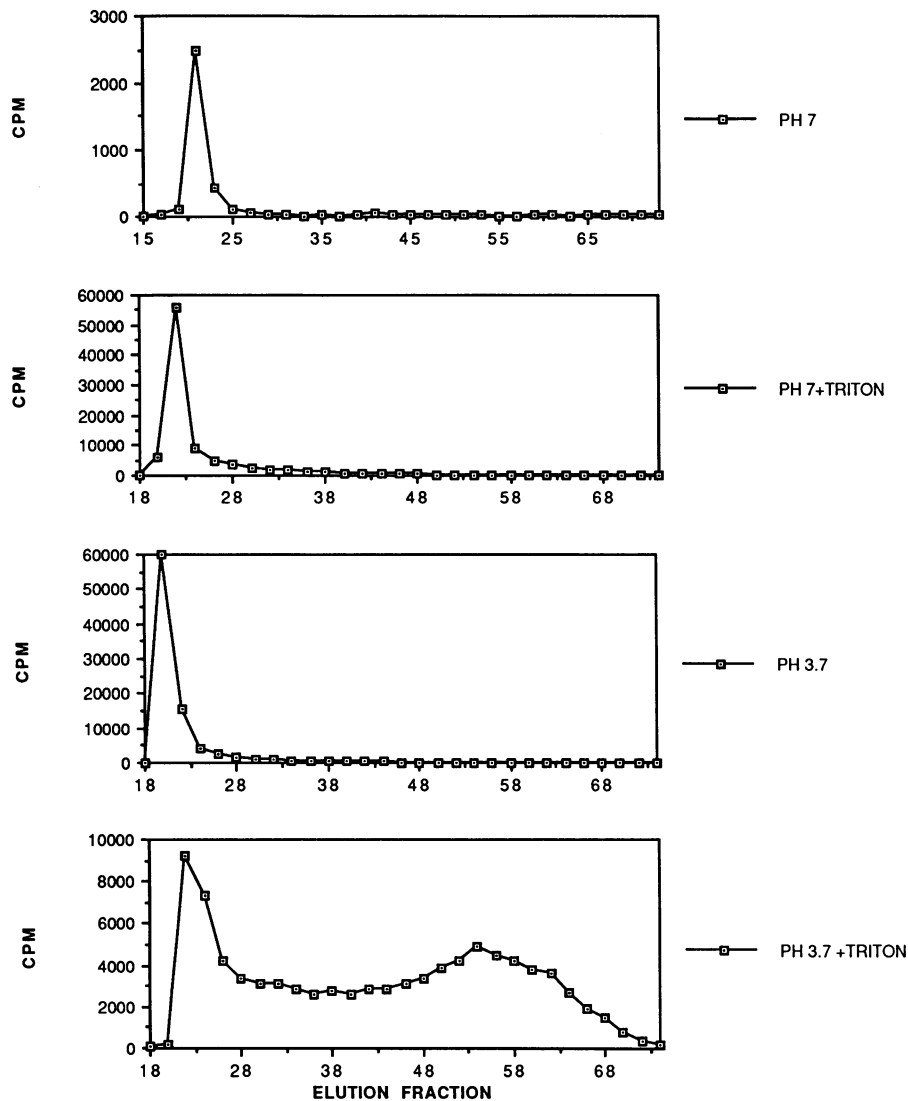 3000
2000
1000
0
CPM
15 25 35 45 55 65
PH 7
60000
50000
40000
30000
20000
10000
0
CPM
18 28 38 48 58 68
PH 7+TRITON
60000
50000
40000
30000
20000
10000
0
CPM
18 28 38 48 58 68
PH 3.7
10000
8000
6000
4000
2000
0
CPM
18 28 38 48 58 68
PH 3.7 +TRITON
ELUTION FRACTION